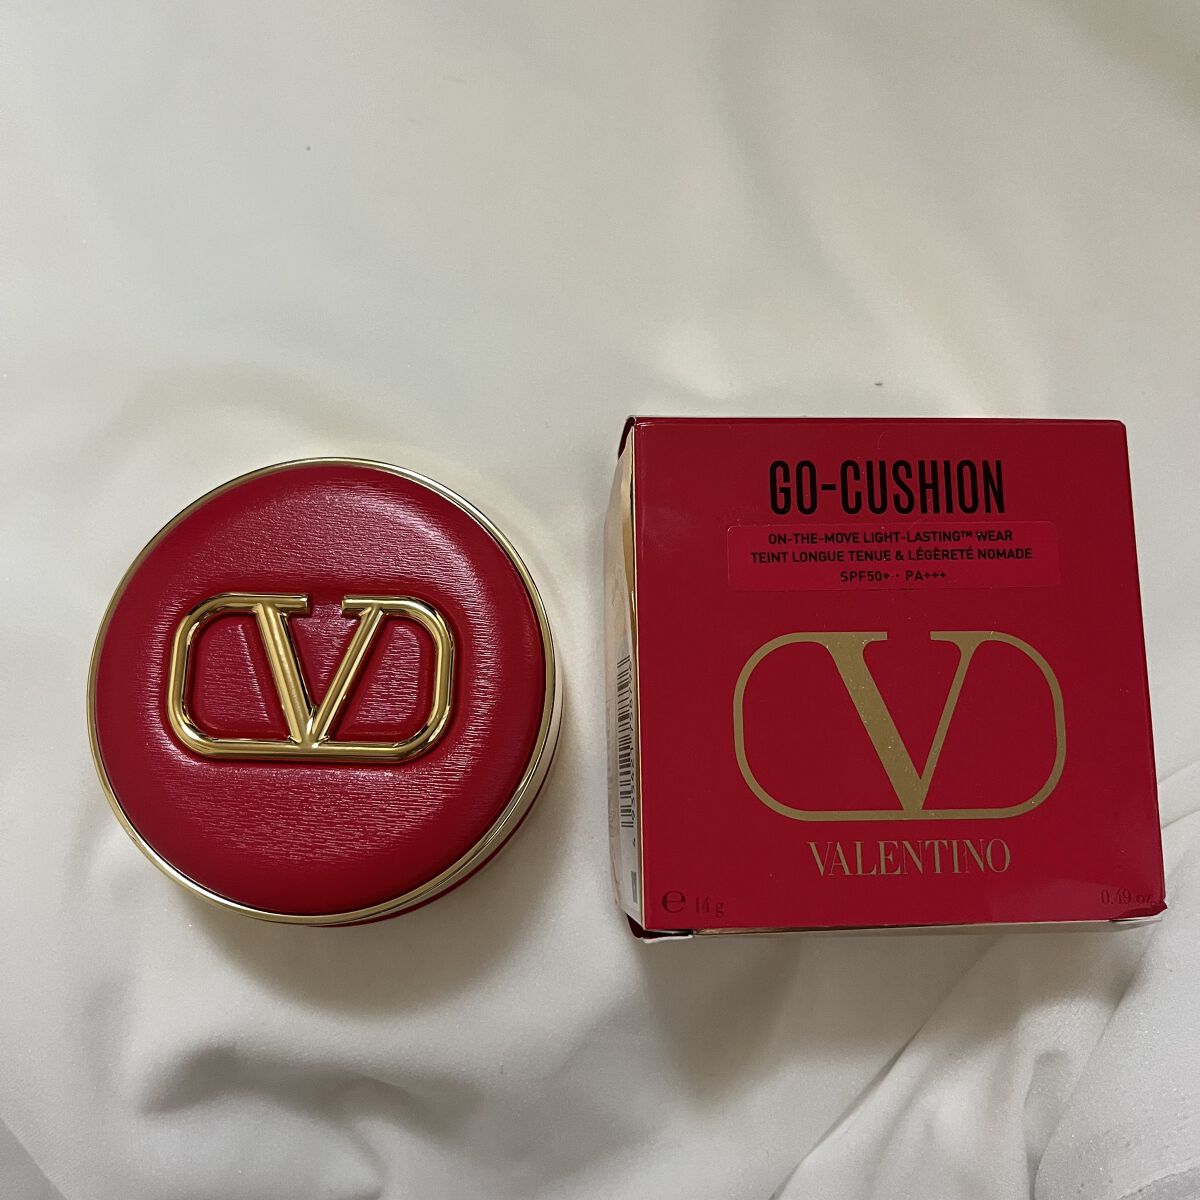 GO-CUSHION
ON-THE-MOVE LIGHT-LASTING™ WEAR
TEINT LONGUE TENUE & LÉGÈRETÉ NOMADE
SPF50+ · PA+++
V
V
VALENTINO
℮ 14 g
0.49 oz.